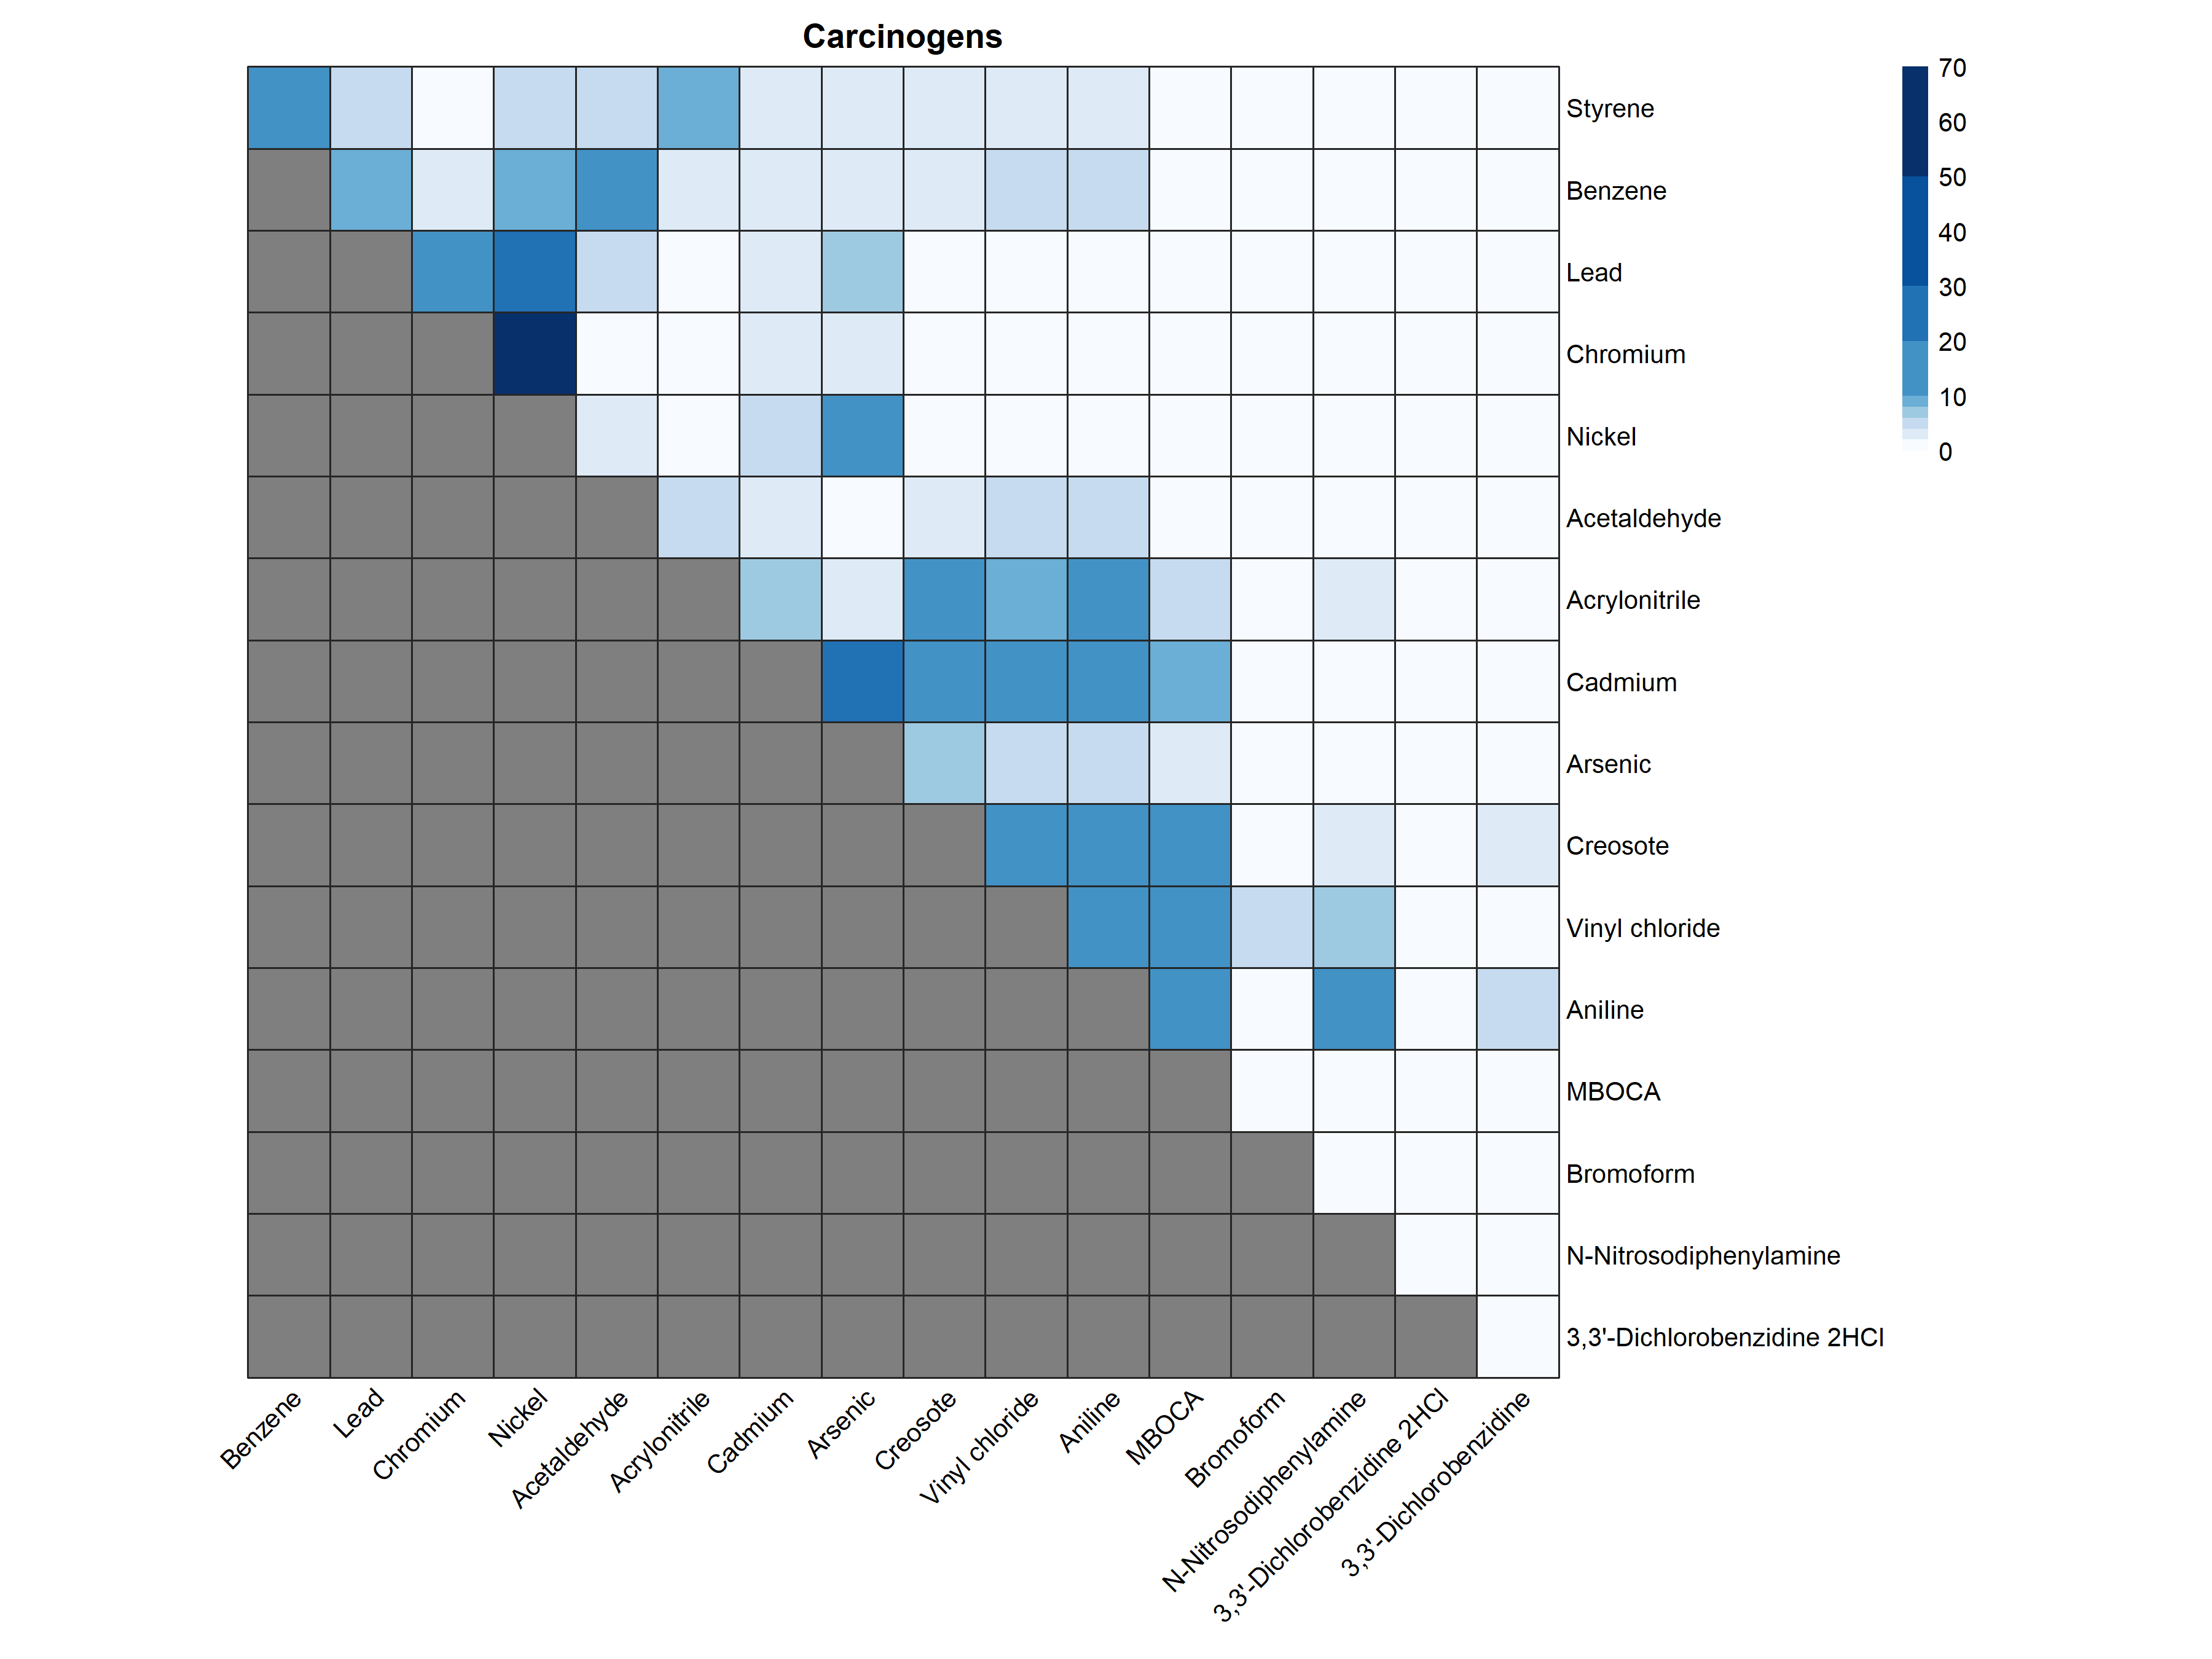 Carcinogens
70
60
50
40
30
20
10
0
Styrene
Benzene
Lead
Chromium
Nickel
Acetaldehyde
Acrylonitrile
Cadmium
Arsenic
Creosote
Vinyl chloride
Aniline
MBOCA
Bromoform
N-Nitrosodiphenylamine
3,3'-Dichlorobenzidine 2HCl
Benzene
Lead
Chromium
Nickel
Acetaldehyde
Acrylonitrile
Cadmium
Arsenic
Creosote
Vinyl chloride
Aniline
MBOCA
Bromoform
N-Nitrosodiphenylamine
3,3'-Dichlorobenzidine 2HCl
3,3'-Dichlorobenzidine